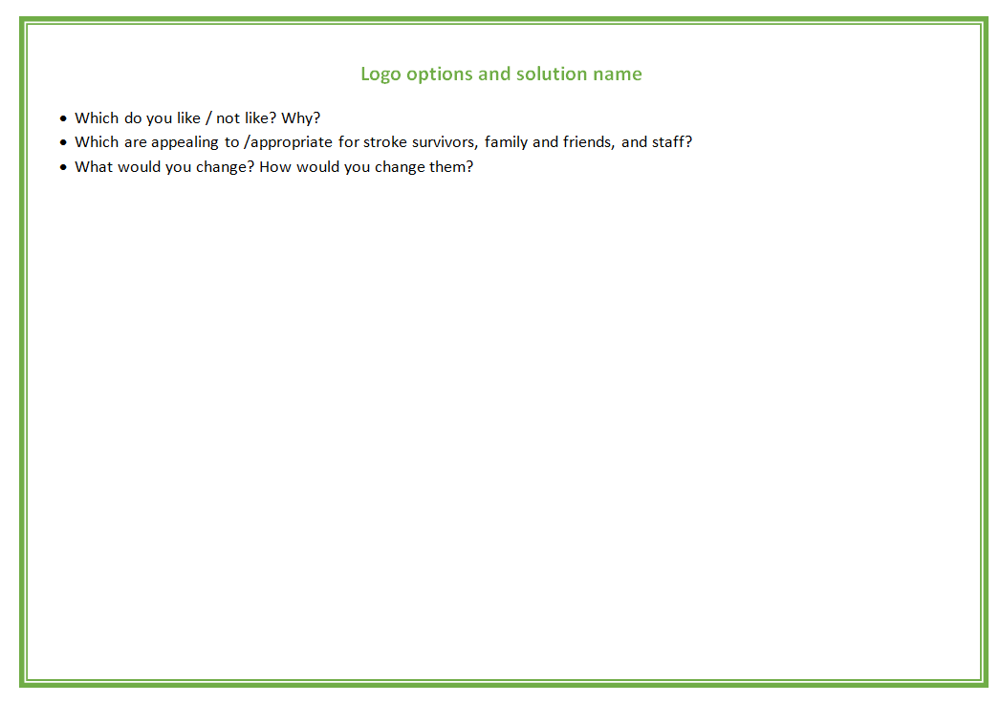 Logo options and solution name
• Which do you like / not like? Why?
• Which are appealing to /appropriate for stroke survivors, family and friends, and staff?
• What would you change? How would you change them?